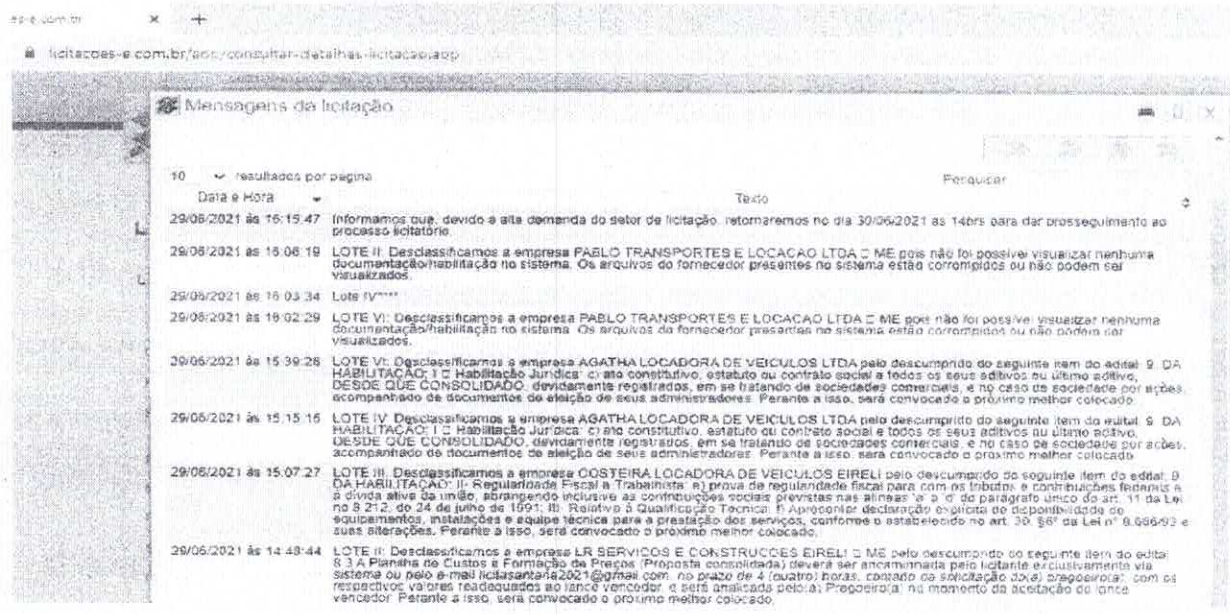 licitacoes-e.com.br/aop/consultar-detalhes-licitacao.aop
Mensagens da licitação
10 resultados por pagina
Pesquisar
Data e Hora Texto
29/06/2021 às 16:15:47 Informamos que, devido a alta demanda do setor de licitação, retornaremos no dia 30/06/2021 as 14hrs para dar prosseguimento ao
processo licitatório.
29/06/2021 às 16:06:19 LOTE II: Desclassificamos a empresa PABLO TRANSPORTES E LOCACAO LTDA □ ME pois não foi possível visualizar nenhuma
documentação/habilitação no sistema. Os arquivos do fornecedor presentes no sistema estão corrompidos ou não podem ser
visualizados.
29/06/2021 às 16:03:34 Lote IV****
29/06/2021 às 16:02:29 LOTE VI: Desclassificamos a empresa PABLO TRANSPORTES E LOCACAO LTDA □ ME pois não foi possível visualizar nenhuma
documentação/habilitação no sistema. Os arquivos do fornecedor presentes no sistema estão corrompidos ou não podem ser
visualizados.
29/06/2021 às 15:39:28 LOTE VI: Desclassificamos a empresa AGATHA LOCADORA DE VEICULOS LTDA pelo descumprido do seguinte item do edital: 9. DA
HABILITAÇÃO: I □ Habilitação Jurídica: c) ato constitutivo, estatuto ou contrato social e todos os seus aditivos ou último aditivo,
DESDE QUE CONSOLIDADO, devidamente registrados, em se tratando de sociedades comerciais, e no caso de sociedade por ações,
acompanhado de documentos de eleição de seus administradores. Perante a isso, será convocado o próximo melhor colocado.
29/06/2021 às 15:15:15 LOTE IV: Desclassificamos a empresa AGATHA LOCADORA DE VEICULOS LTDA pelo descumprido do seguinte item do edital: 9. DA
HABILITAÇÃO: I □ Habilitação Jurídica: c) ato constitutivo, estatuto ou contrato social e todos os seus aditivos ou último aditivo,
DESDE QUE CONSOLIDADO, devidamente registrados, em se tratando de sociedades comerciais, e no caso de sociedade por ações,
acompanhado de documentos de eleição de seus administradores. Perante a isso, será convocado o próximo melhor colocado.
29/06/2021 às 15:07:27 LOTE III: Desclassificamos a empresa COSTEIRA LOCADORA DE VEICULOS EIRELI pelo descumprido do seguinte item do edital: 9
DA HABILITAÇÃO: II- Regularidade Fiscal a Trabalhista: e) prova de regularidade fiscal para com os tributos e contribuições federais e
a dívida ativa da união, abrangendo inclusive as contribuições sociais previstas nas alíneas 'a' a 'd' do parágrafo único do art. 11 da Lei
no 8.212, de 24 de julho de 1991; III- Relativo à Qualificação Técnica: f) Apresentar declaração explícita de disponibilidade de
equipamentos, instalações e equipe técnica para a prestação dos serviços, conforme o estabelecido no art. 30, §6º da Lei n° 8.666/93 e
suas alterações. Perante a isso, será convocado o próximo melhor colocado.
29/06/2021 às 14:48:44 LOTE II: Desclassificamos a empresa LR SERVICOS E CONSTRUCOES EIRELI □ ME pelo descumprido do seguinte item do edital:
8.3 A Planilha de Custos e Formação de Preços (Proposta consolidada) deverá ser encaminhada pelo licitante exclusivamente via
sistema ou pelo e-mail licitasantana2021@gmail.com, no prazo de 4 (quatro) horas, contado da solicitação do(a) pregoeiro(a), com os
respectivos valores readequados ao lance vencedor, e será analisada pelo(a) Pregoeiro(a) no momento da aceitação do lance
vencedor. Perante a isso, será convocado o próximo melhor colocado.